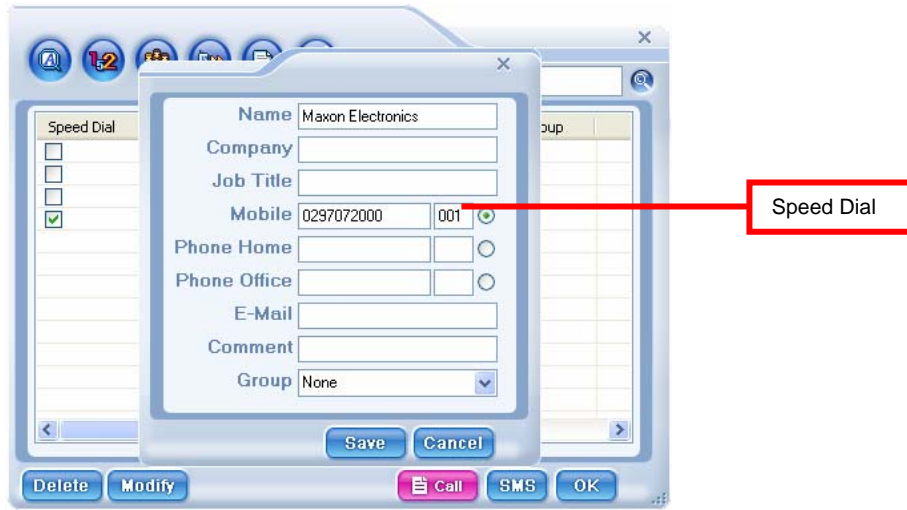 Speed Dial
oup
Name Maxon Electronics
Company
Job Title
Mobile 0297072000 001
Phone Home
Phone Office
E-Mail
Comment
Group None
Save Cancel
Delete Modify Call SMS OK
Speed Dial